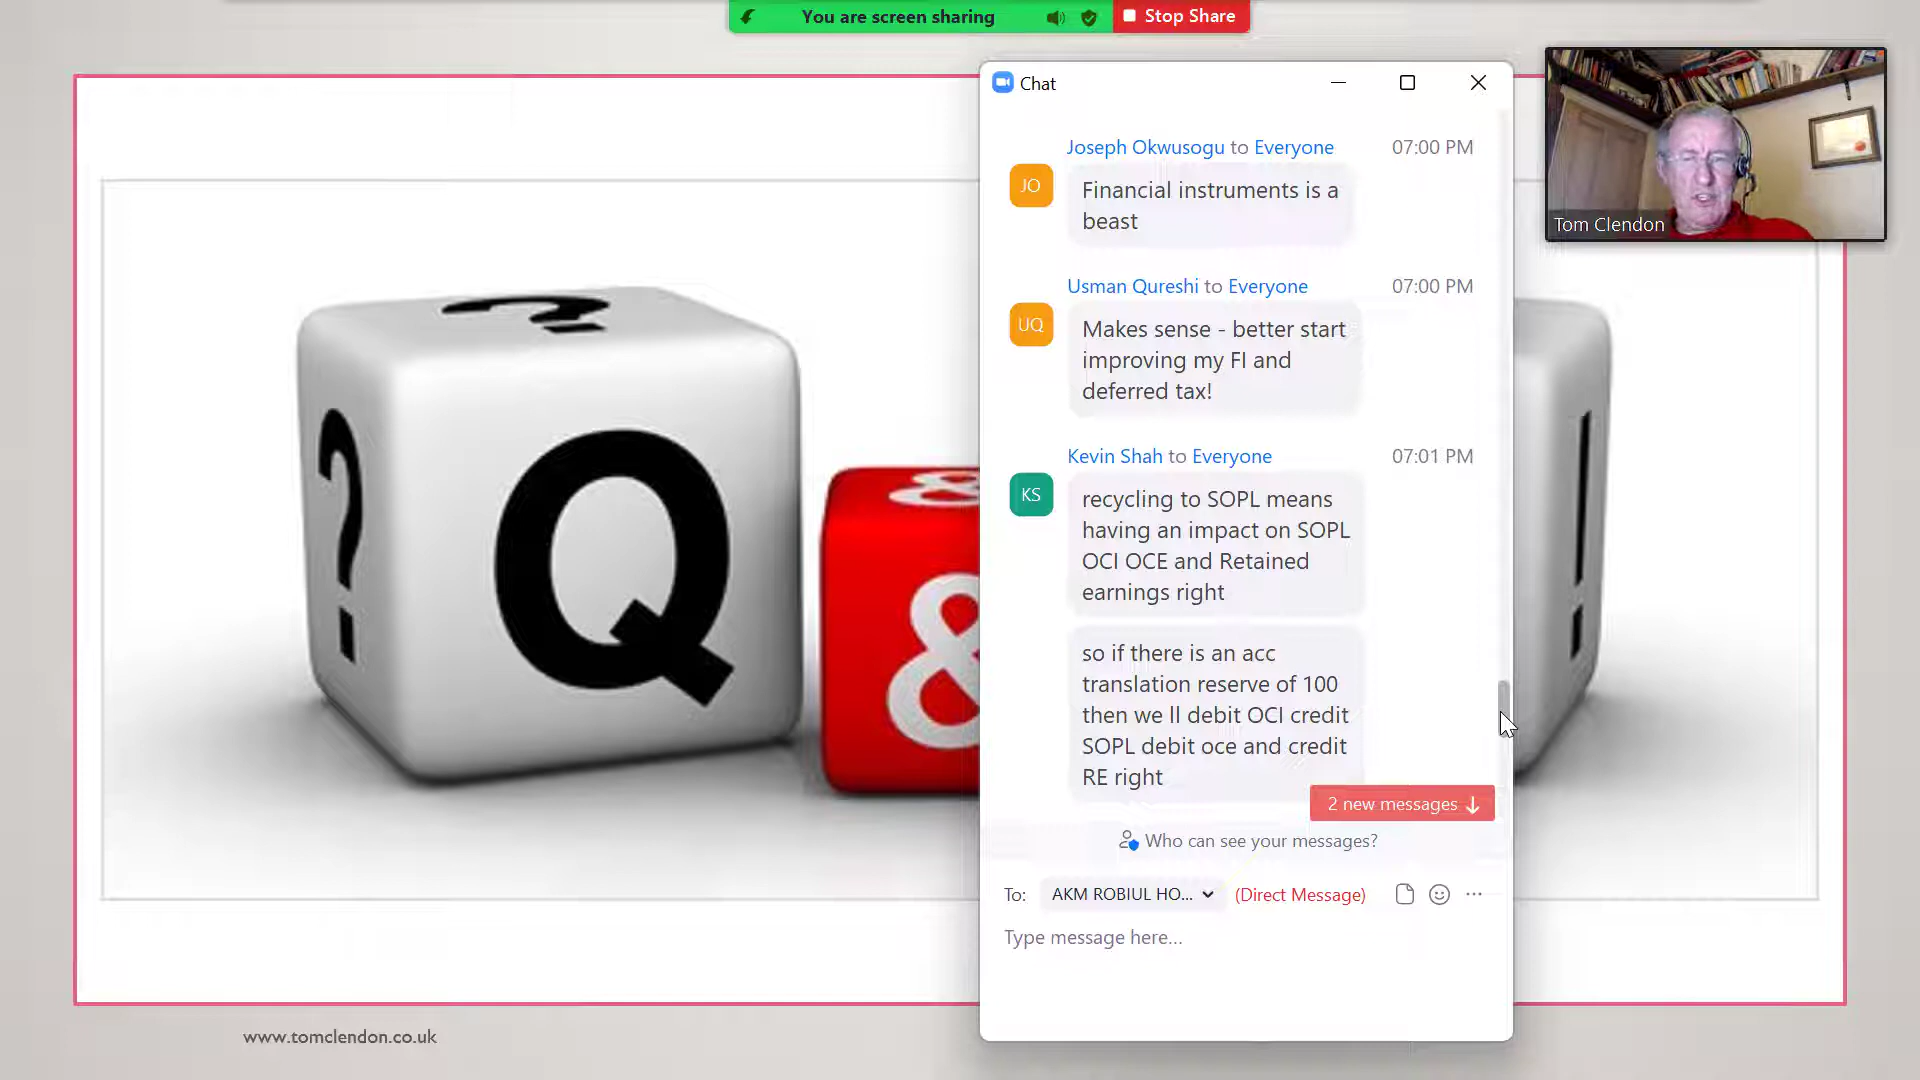 You are screen sharing
Stop Share
Chat
Joseph Okwusogu to Everyone 07:00 PM
JO
Financial instruments is a
beast
Usman Qureshi to Everyone 07:00 PM
UQ
Makes sense - better start
improving my FI and
deferred tax!
Kevin Shah to Everyone 07:01 PM
KS
recycling to SOPL means
having an impact on SOPL
OCI OCE and Retained
earnings right
so if there is an acc
translation reserve of 100
then we ll debit OCI credit
SOPL debit oce and credit
RE right
2 new messages
Who can see your messages?
To: AKM ROBIUL HO... (Direct Message)
Type message here...
Tom Clendon
? ? Q & & !
www.tomclendon.co.uk